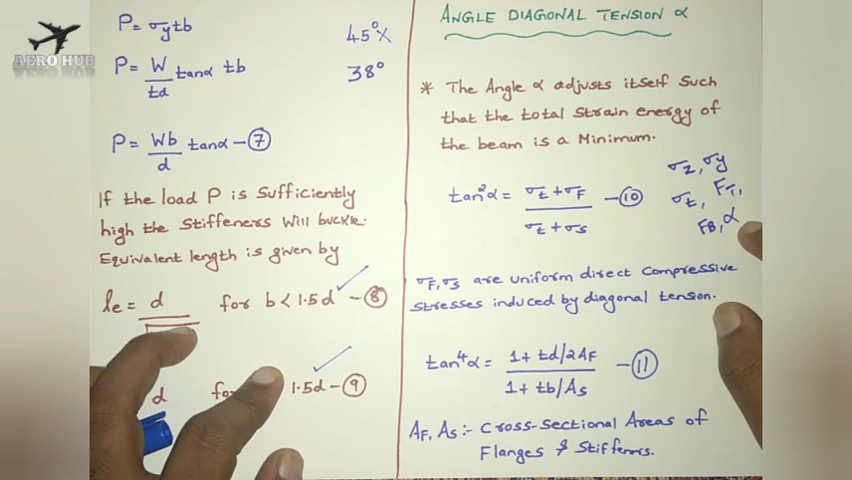 AERO HUB
P = σy tb
P = W/td tanα tb
P = Wb/d tanα - ⑦
If the load P is Sufficiently
high the Stiffeners will buckle.
Equivalent length is given by
le = d for b < 1.5d - ⑧
d
1.5d - ⑨
45° X
38°
ANGLE DIAGONAL TENSION α
* The Angle α adjusts itself Such
that the total Strain energy of
the beam is a Minimum.
tan²α = σt + σF / σt + σs - ⑩
σz, σy
σt, FT,
FB, α
σF, σs are uniform direct Compressive
Stresses induced by diagonal tension.
tan⁴α = 1 + td/2AF / 1 + tb/As - ⑪
AF, As :- Cross-Sectional Areas of
Flanges & Stiffenrs.